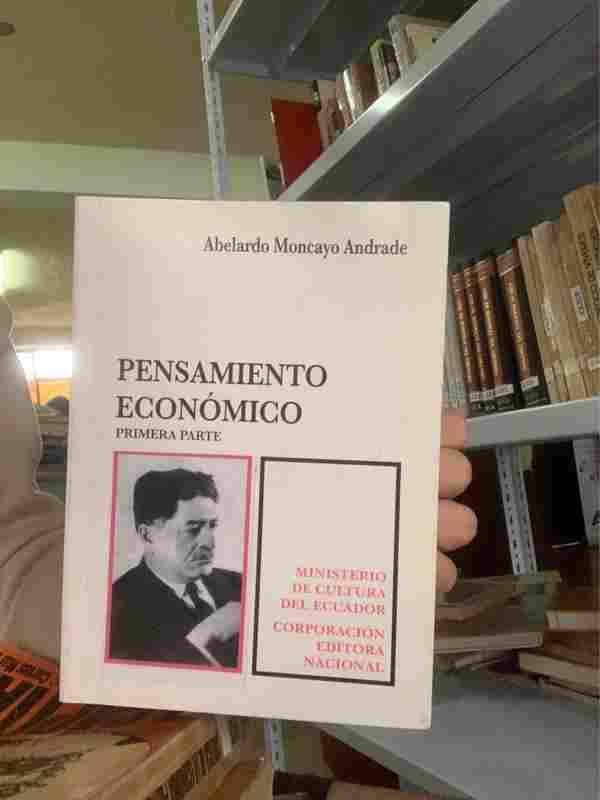 Abelardo Moncayo Andrade
PENSAMIENTO
ECONÓMICO
PRIMERA PARTE
MINISTERIO
DE CULTURA
DEL ECUADOR
CORPORACIÓN
EDITORA
NACIONAL